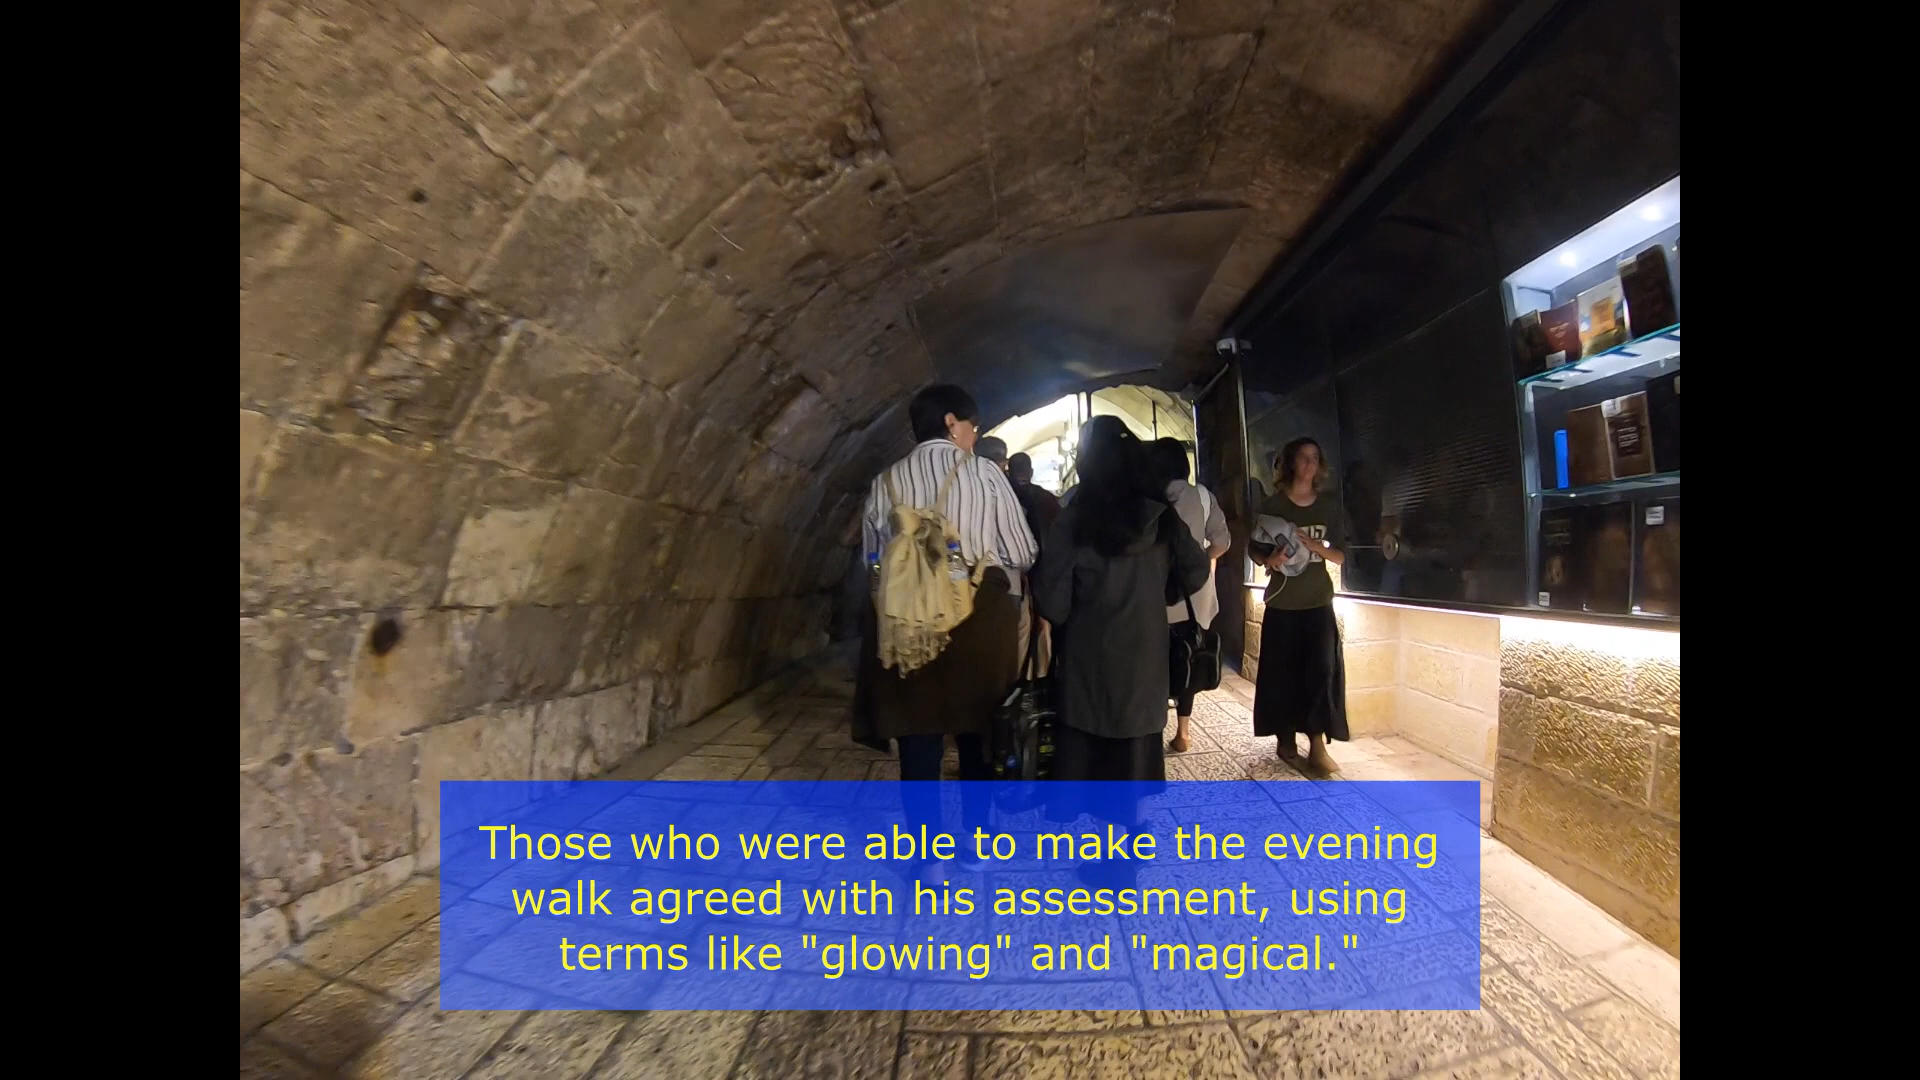 Those who were able to make the evening
walk agreed with his assessment, using
terms like "glowing" and "magical."